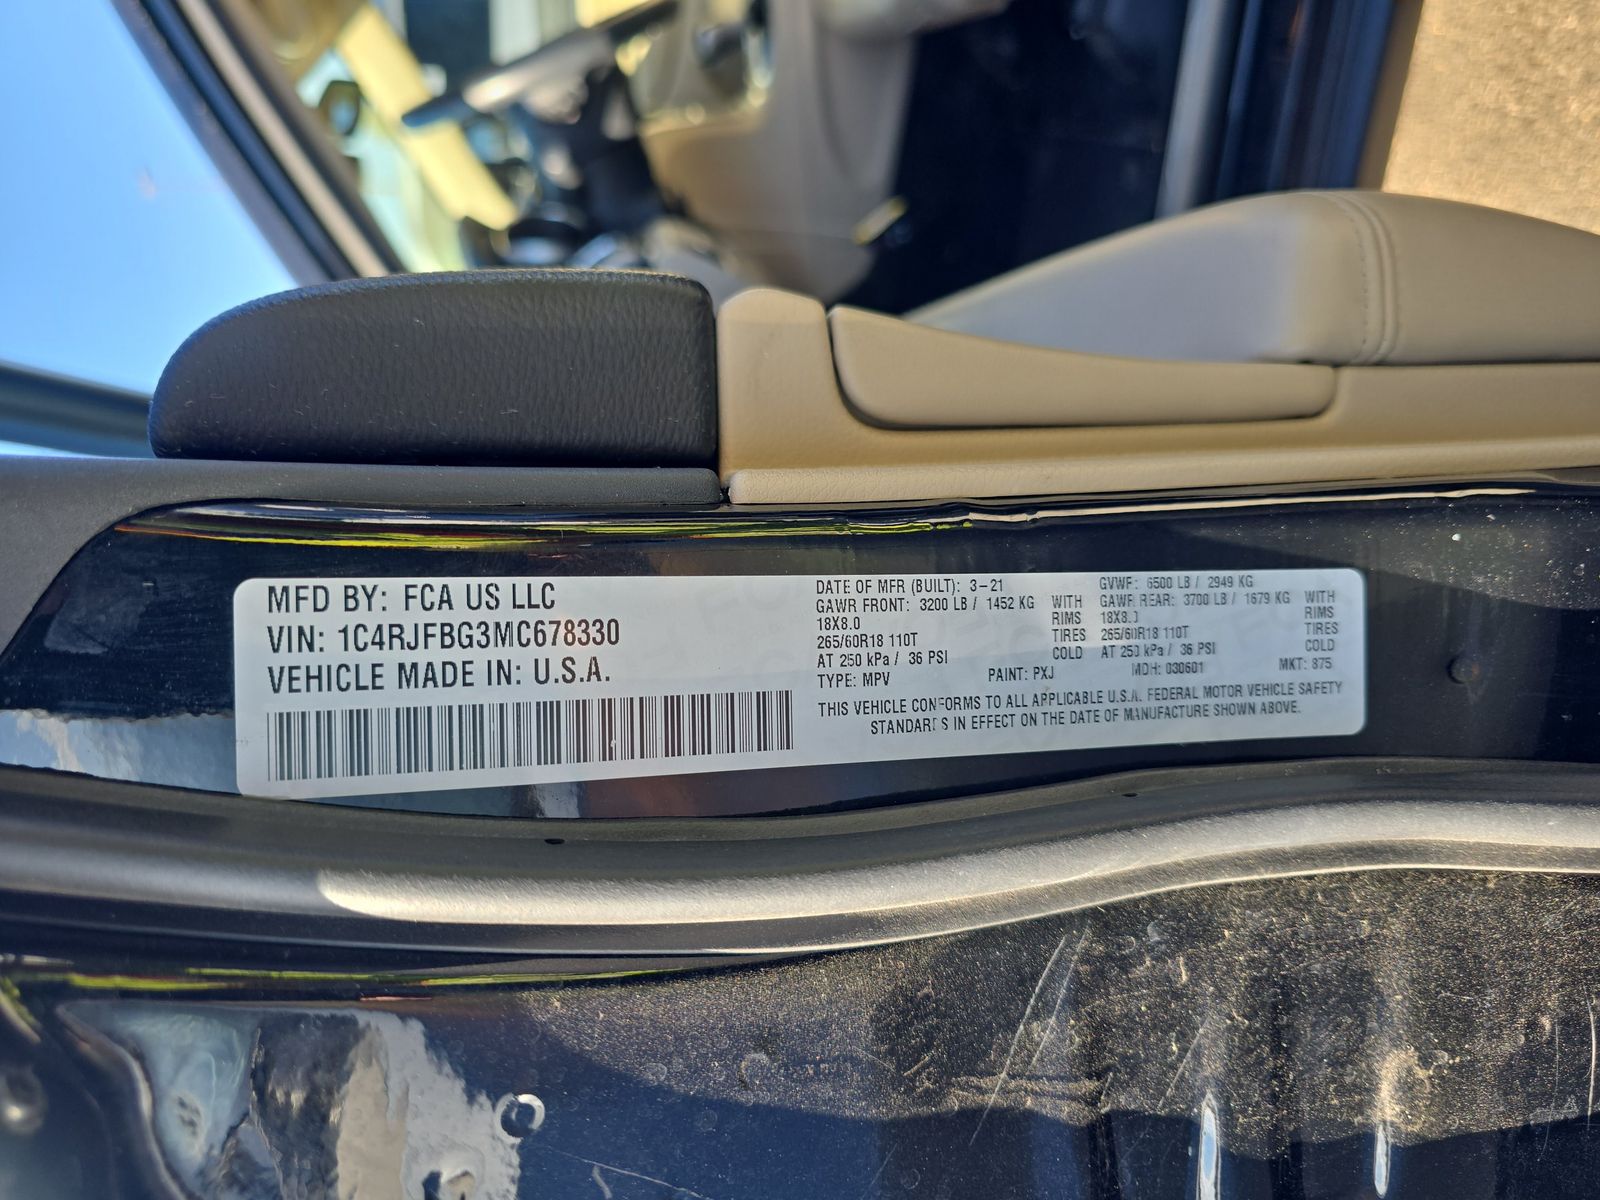 MFD BY: FCA US LLC
VIN: 1C4RJFBG3MC678330
VEHICLE MADE IN: U.S.A.
DATE OF MFR (BUILT): 3-21 GVWF: 6500 LB / 2949 KG
GAWR FRONT: 3200 LB / 1452 KG WITH GAWR REAR: 3700 LB / 1679 KG WITH
18X8.0 RIMS 18X8.0 RIMS
265/60R18 110T TIRES 265/60R18 110T TIRES
AT 250 kPa / 36 PSI COLD AT 250 kPa / 36 PSI COLD
TYPE: MPV PAINT: PXJ MDH: 030601 MKT: 875
THIS VEHICLE CONFORMS TO ALL APPLICABLE U.S.A. FEDERAL MOTOR VEHICLE SAFETY
STANDARDS IN EFFECT ON THE DATE OF MANUFACTURE SHOWN ABOVE.